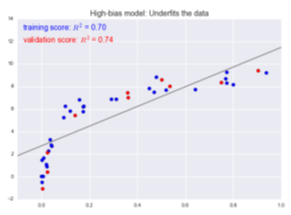 High-bias model: Underfits the data
training score: R² = 0.70
validation score: R² = 0.74
14
12
10
8
6
4
2
0
-2
0.0 0.2 0.4 0.6 0.8 1.0